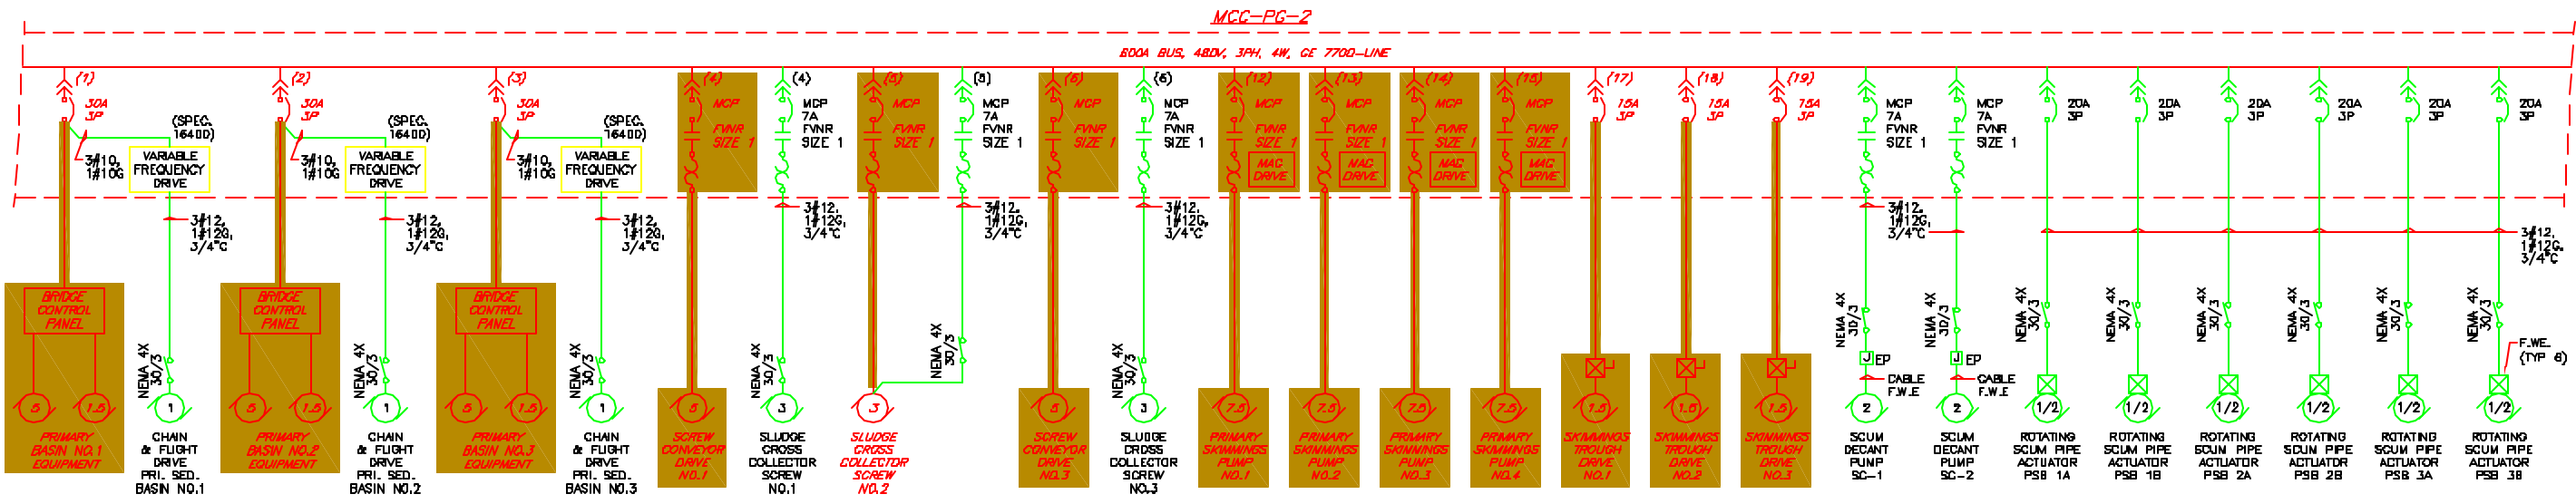 MCC-PG-2
600A BUS, 480V, 3PH, 4W, GE 7700-LINE
(1)
30A
3P
(SPEC.
16400)
3#10,
1#10G
VARIABLE
FREQUENCY
DRIVE
3#12,
1#12G,
3/4"C
BRIDGE
CONTROL
PANEL
NEMA 4X
30/3
5
1.5
1
PRIMARY
BASIN NO.1
EQUIPMENT
CHAIN
& FLIGHT
DRIVE
PRI. SED.
BASIN NO.1
(2)
30A
3P
(SPEC.
16400)
3#10,
1#10G
VARIABLE
FREQUENCY
DRIVE
3#12,
1#12G,
3/4"C
BRIDGE
CONTROL
PANEL
NEMA 4X
30/3
5
1.5
1
PRIMARY
BASIN NO.2
EQUIPMENT
CHAIN
& FLIGHT
DRIVE
PRI. SED.
BASIN NO.2
(3)
30A
3P
(SPEC.
16400)
3#10,
1#10G
VARIABLE
FREQUENCY
DRIVE
3#12,
1#12G,
3/4"C
BRIDGE
CONTROL
PANEL
NEMA 4X
30/3
5
1.5
1
PRIMARY
BASIN NO.3
EQUIPMENT
CHAIN
& FLIGHT
DRIVE
PRI. SED.
BASIN NO.3
(4)
MCP
FVNR
SIZE 1
5
SCREW
CONVEYOR
DRIVE
NO.1
(4)
MCP
7A
FVNR
SIZE 1
3#12,
1#12G,
3/4"C
NEMA 4X
30/3
3
SLUDGE
CROSS
COLLECTOR
SCREW
NO.1
(5)
MCP
FVNR
SIZE 1
3
SLUDGE
CROSS
COLLECTOR
SCREW
NO.2
MCP
7A
FVNR
SIZE 1
3#12,
1#12G,
3/4"C
NEMA 4X
30/3
(6)
MCP
FVNR
SIZE 1
5
SCREW
CONVEYOR
DRIVE
NO.3
(6)
MCP
7A
FVNR
SIZE 1
3#12,
1#12G,
3/4"C
NEMA 4X
30/3
3
SLUDGE
CROSS
COLLECTOR
SCREW
NO.3
(12)
MCP
FVNR
SIZE 1
MAG
DRIVE
7.5
PRIMARY
SKIMMINGS
PUMP
NO.1
(13)
MCP
FVNR
SIZE 1
MAG
DRIVE
7.5
PRIMARY
SKIMMINGS
PUMP
NO.2
(14)
MCP
FVNR
SIZE 1
MAG
DRIVE
7.5
PRIMARY
SKIMMINGS
PUMP
NO.3
(15)
MCP
FVNR
SIZE 1
MAG
DRIVE
7.5
PRIMARY
SKIMMINGS
PUMP
NO.4
(17)
15A
3P
1.5
SKIMMINGS
TROUGH
DRIVE
NO.1
(18)
15A
3P
1.5
SKIMMINGS
TROUGH
DRIVE
NO.2
(19)
15A
3P
1.5
SKIMMINGS
TROUGH
DRIVE
NO.3
MCP
7A
FVNR
SIZE 1
3#12,
1#12G,
3/4"C
NEMA 4X
30/3
J EP
CABLE
F.W.E
2
SCUM
DECANT
PUMP
SC-1
MCP
7A
FVNR
SIZE 1
NEMA 4X
30/3
J EP
CABLE
F.W.E
2
SCUM
DECANT
PUMP
SC-2
20A
3P
NEMA 4X
30/3
1/2
ROTATING
SCUM PIPE
ACTUATOR
PSB 1A
20A
3P
NEMA 4X
30/3
1/2
ROTATING
SCUM PIPE
ACTUATOR
PSB 1B
20A
3P
NEMA 4X
30/3
1/2
ROTATING
SCUM PIPE
ACTUATOR
PSB 2A
20A
3P
NEMA 4X
30/3
1/2
ROTATING
SCUM PIPE
ACTUATOR
PSB 2B
20A
3P
NEMA 4X
30/3
1/2
ROTATING
SCUM PIPE
ACTUATOR
PSB 3A
20A
3P
3#12,
1#12G,
3/4"C
NEMA 4X
30/3
F.WE.
(TYP 6)
1/2
ROTATING
SCUM PIPE
ACTUATOR
PSB 3B